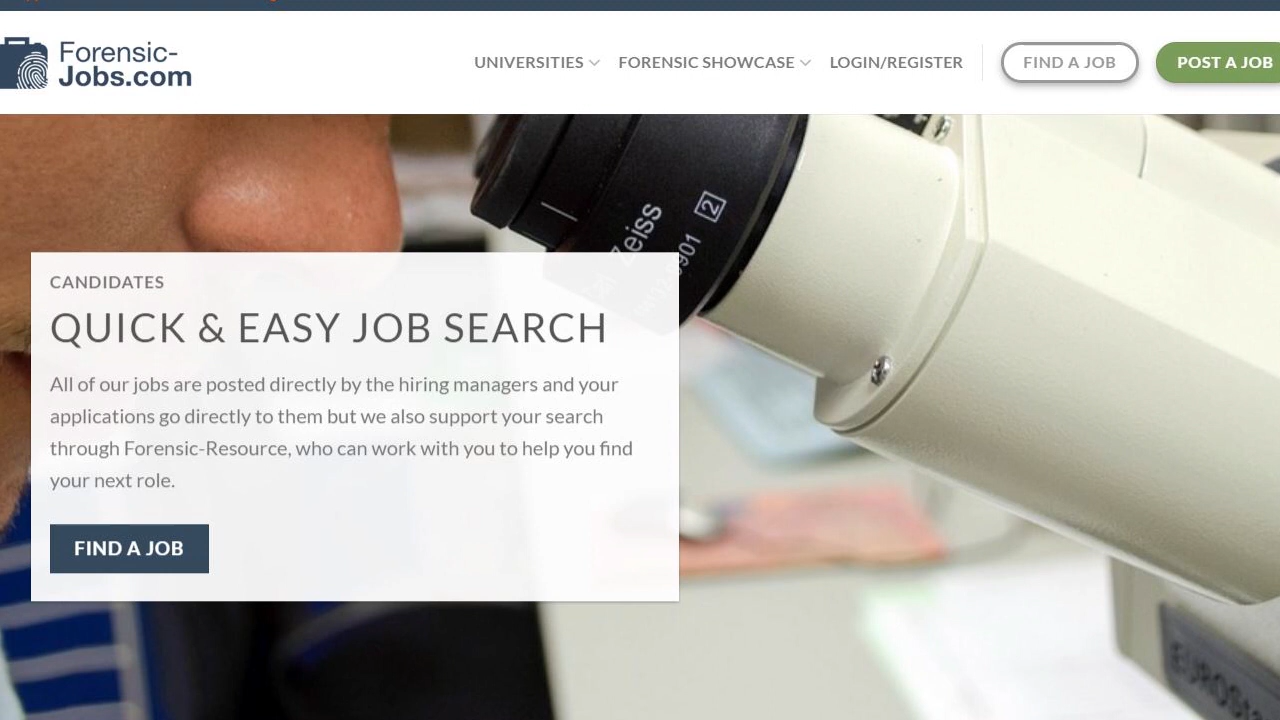 Forensic-
Jobs.com
UNIVERSITIES
FORENSIC SHOWCASE
LOGIN/REGISTER
FIND A JOB
POST A JOB
Zeiss
2
CANDIDATES
QUICK & EASY JOB SEARCH
All of our jobs are posted directly by the hiring managers and your
applications go directly to them but we also support your search
through Forensic-Resource, who can work with you to help you find
your next role.
FIND A JOB